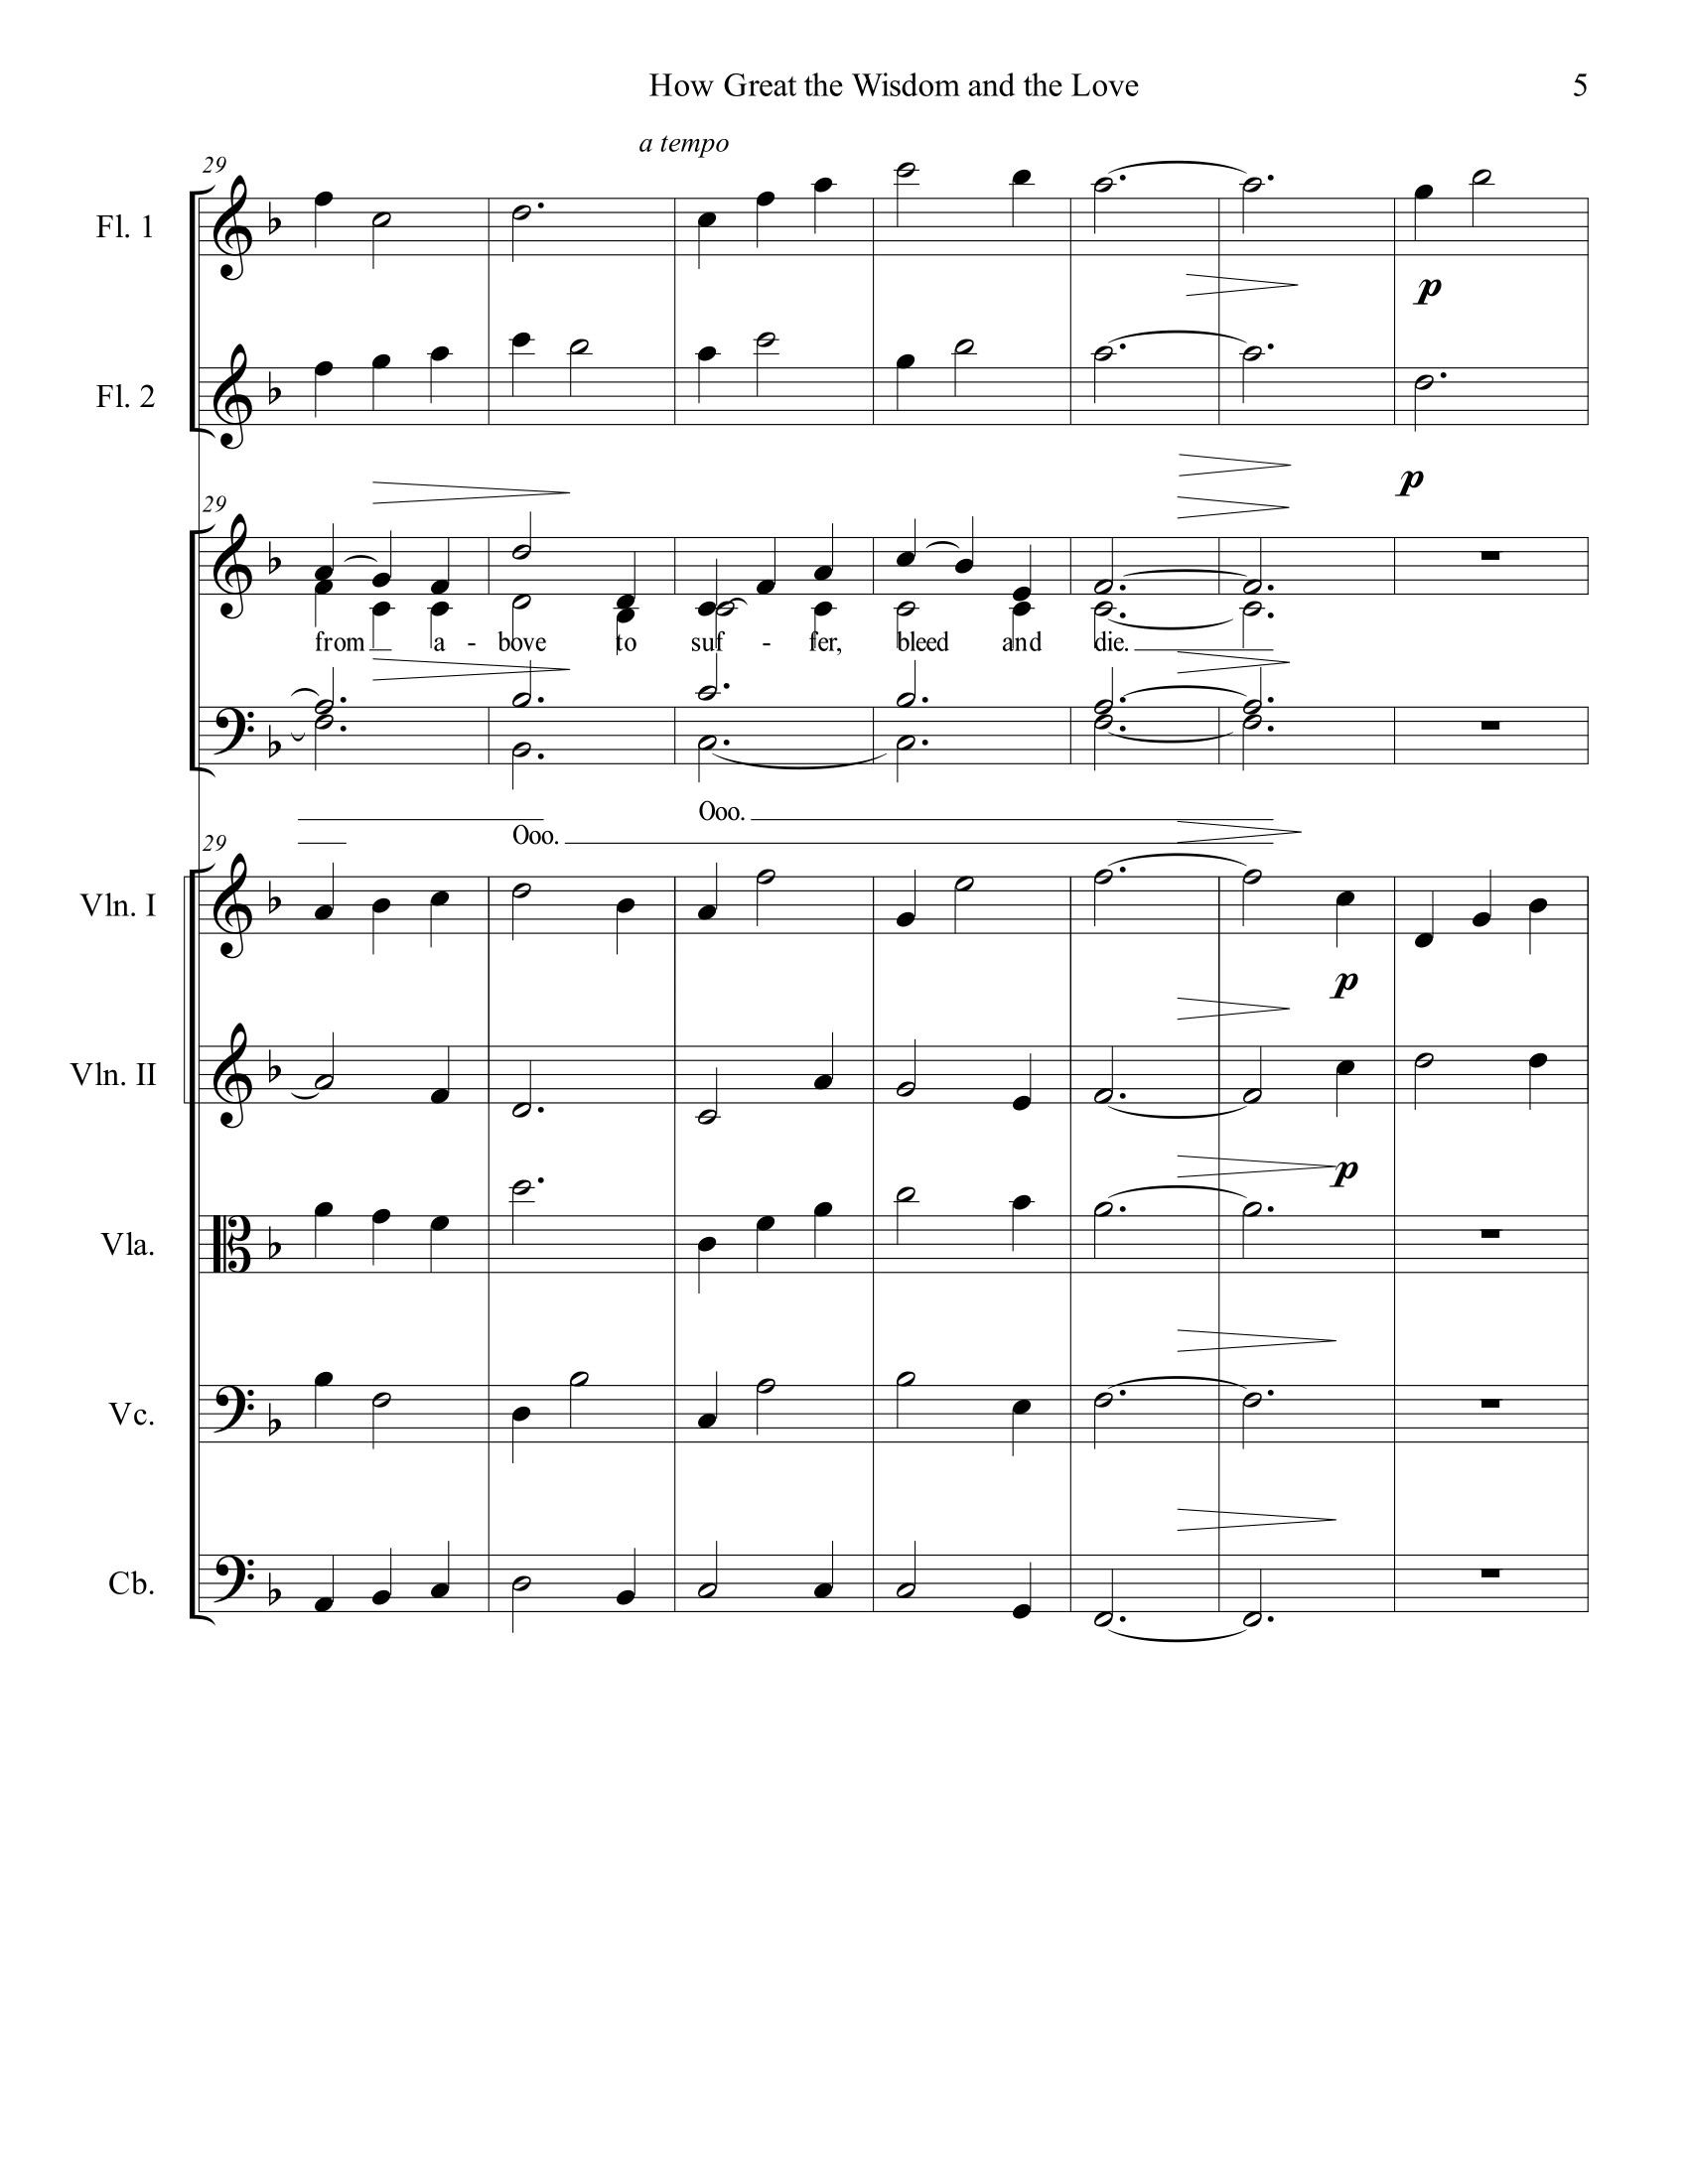 How Great the Wisdom and the Love
5
a tempo
29
Fl. 1
p
Fl. 2
p
29
from a - bove to suf - fer, bleed and die.
Ooo.
Ooo.
29
Vln. I
p
Vln. II
p
Vla.
Vc.
Cb.